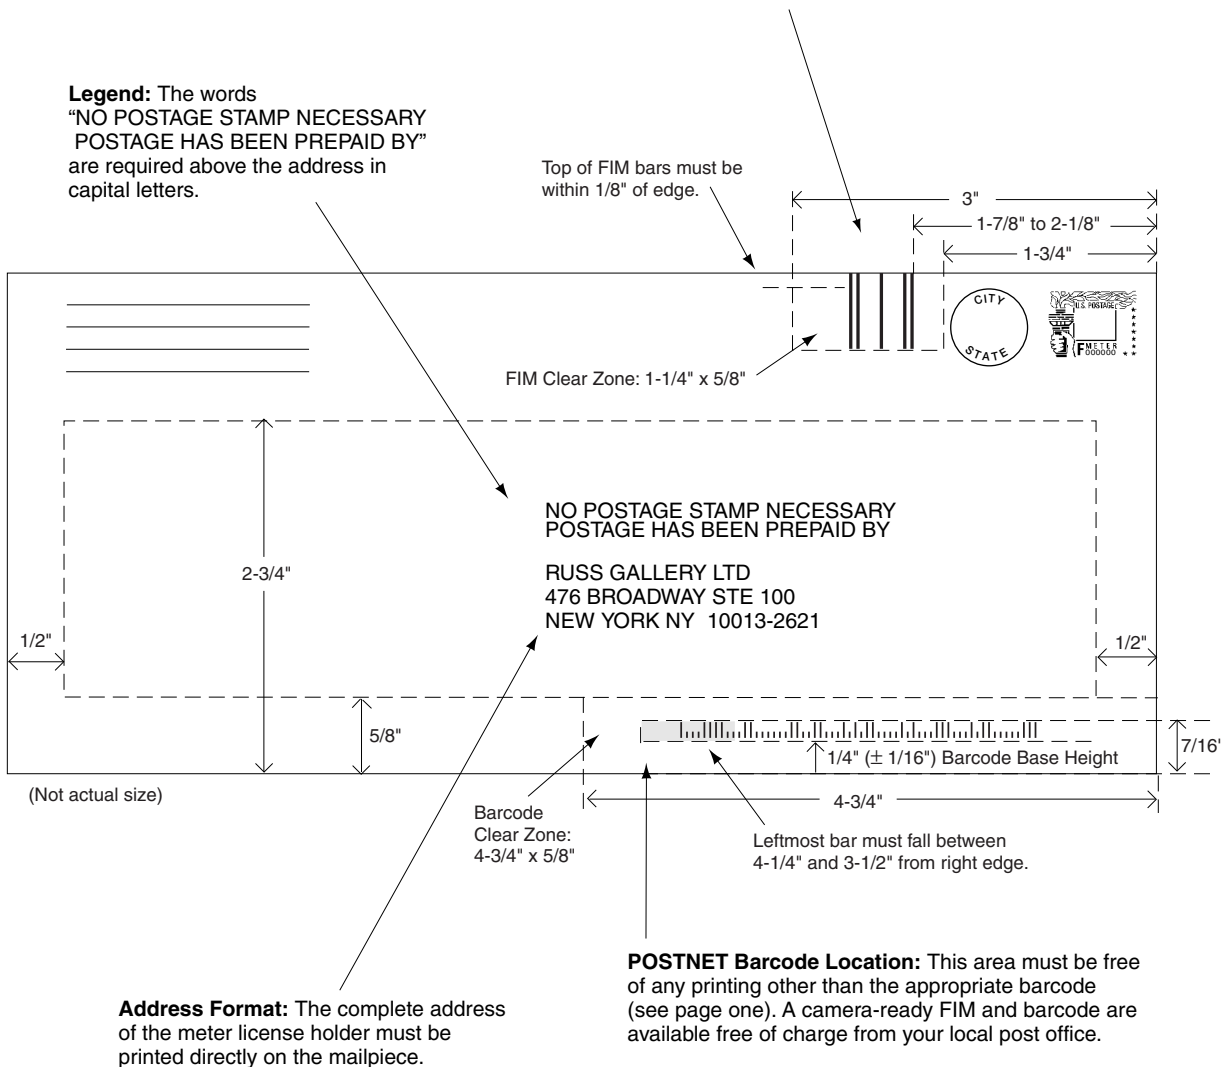 Legend: The words
“NO POSTAGE STAMP NECESSARY
POSTAGE HAS BEEN PREPAID BY”
are required above the address in
capital letters.
Top of FIM bars must be
within 1/8" of edge.
3"
1-7/8" to 2-1/8"
1-3/4"
CITY
STATE
U.S. POSTAGE
METER
000000
FIM Clear Zone: 1-1/4" x 5/8"
NO POSTAGE STAMP NECESSARY
POSTAGE HAS BEEN PREPAID BY
RUSS GALLERY LTD
476 BROADWAY STE 100
NEW YORK NY 10013-2621
2-3/4"
1/2"
1/2"
5/8"
7/16"
1/4" (± 1/16") Barcode Base Height
4-3/4"
(Not actual size)
Barcode
Clear Zone:
4-3/4" x 5/8"
Leftmost bar must fall between
4-1/4" and 3-1/2" from right edge.
POSTNET Barcode Location: This area must be free
of any printing other than the appropriate barcode
(see page one). A camera-ready FIM and barcode are
available free of charge from your local post office.
Address Format: The complete address
of the meter license holder must be
printed directly on the mailpiece.